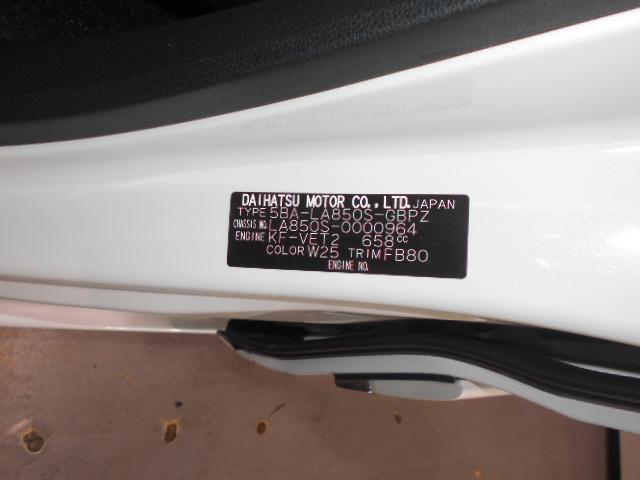 DAIHATSU MOTOR CO.,LTD. JAPAN
TYPE 5BA-LA850S-GBPZ
CHASSIS NO. LA850S-0000964
ENGINE KF-VET2 658cc
COLOR W25 TRIM FB80
ENGINE NO.